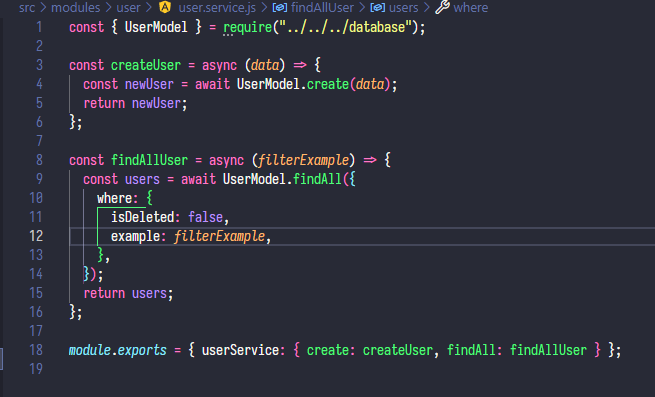 src > modules > user > user.service.js > findAllUser > users > where
1 const { UserModel } = require("../../../database");
2
3 const createUser = async (data) => {
4   const newUser = await UserModel.create(data);
5   return newUser;
6 };
7
8 const findAllUser = async (filterExample) => {
9   const users = await UserModel.findAll({
10     where: {
11       isDeleted: false,
12       example: filterExample,
13     },
14   });
15   return users;
16 };
17
18 module.exports = { userService: { create: createUser, findAll: findAllUser } };
19